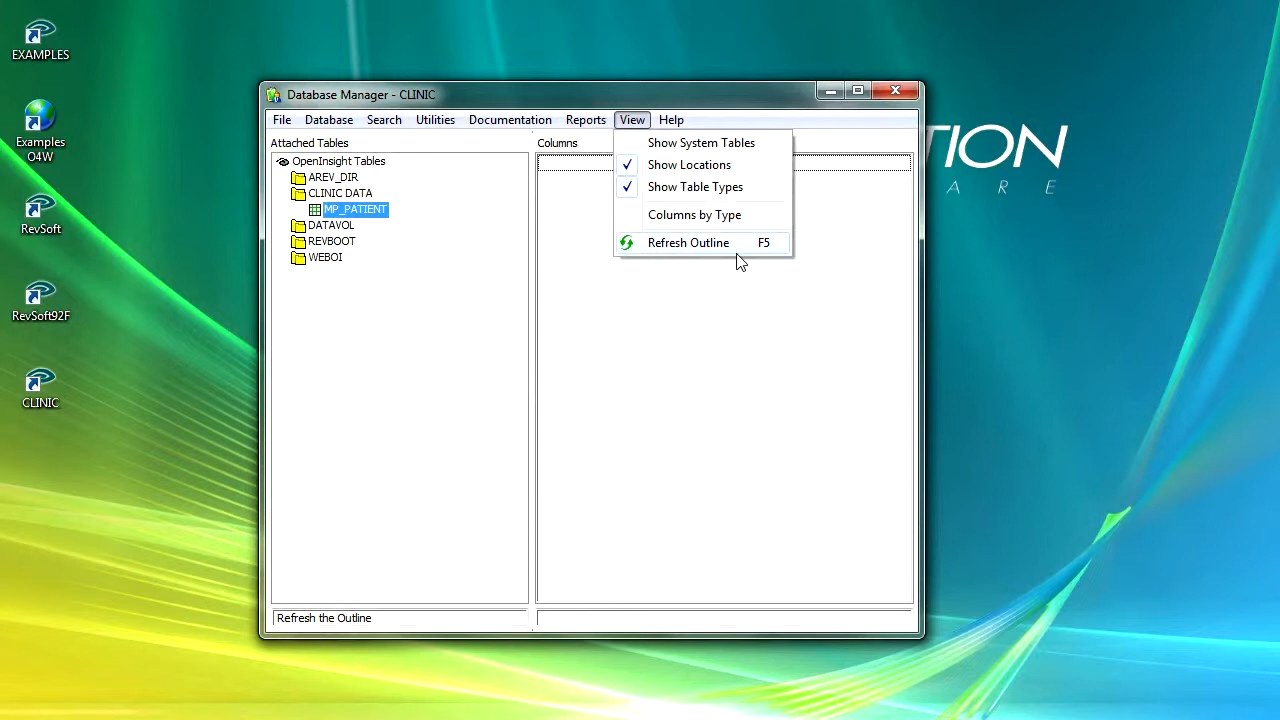 EXAMPLES
Examples
O4W
RevSoft
RevSoft92F
CLINIC
TION
ARE
Database Manager - CLINIC
File Database Search Utilities Documentation Reports View Help
Attached Tables
OpenInsight Tables
AREV_DIR
CLINIC DATA
MP_PATIENT
DATAVOL
REVBOOT
WEBOI
Columns
Show System Tables
Show Locations
Show Table Types
Columns by Type
Refresh Outline F5
Refresh the Outline